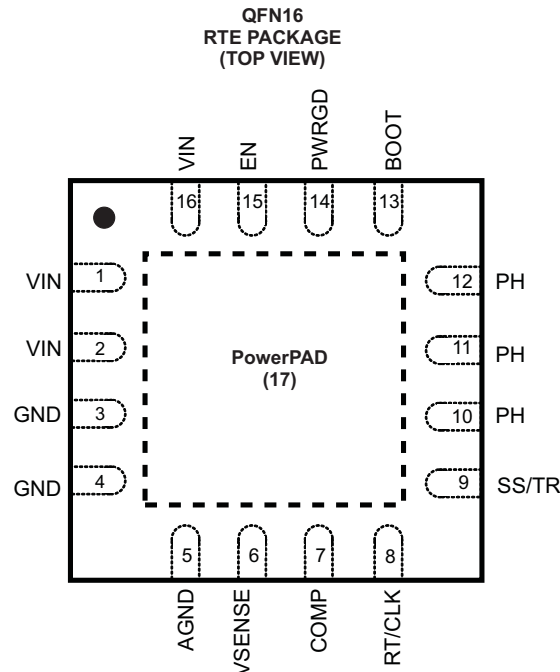 QFN16
RTE PACKAGE
(TOP VIEW)
VIN
EN
PWRGD
BOOT
16
15
14
13
VIN
1
12
PH
VIN
2
11
PH
PowerPAD
(17)
GND
3
10
PH
GND
4
9
SS/TR
5
6
7
8
AGND
VSENSE
COMP
RT/CLK